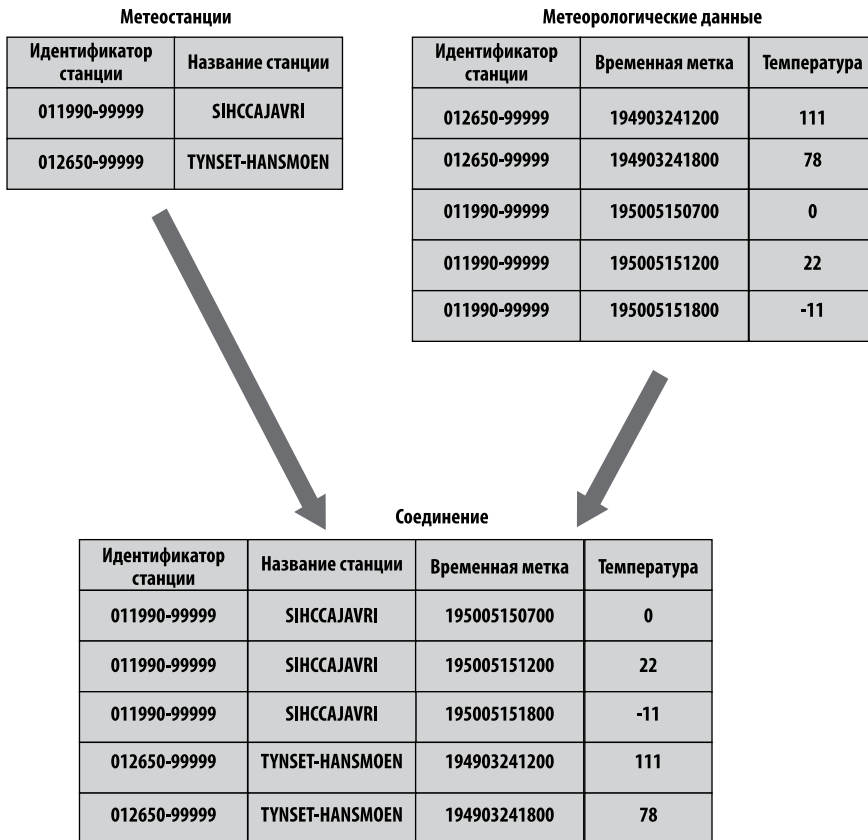 Метеостанции
Идентификатор станции Название станции
011990-99999 SIHCCAJAVRI
012650-99999 TYNSET-HANSMOEN
Метеорологические данные
Идентификатор станции Временная метка Температура
012650-99999 194903241200 111
012650-99999 194903241800 78
011990-99999 195005150700 0
011990-99999 195005151200 22
011990-99999 195005151800 -11
Соединение
Идентификатор станции Название станции Временная метка Температура
011990-99999 SIHCCAJAVRI 195005150700 0
011990-99999 SIHCCAJAVRI 195005151200 22
011990-99999 SIHCCAJAVRI 195005151800 -11
012650-99999 TYNSET-HANSMOEN 194903241200 111
012650-99999 TYNSET-HANSMOEN 194903241800 78